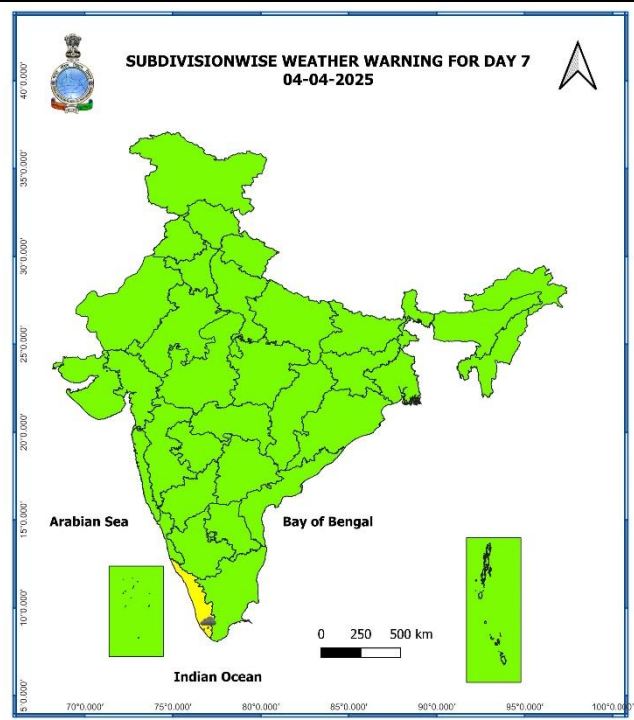 SUBDIVISIONWISE WEATHER WARNING FOR DAY 7
04-04-2025
40°0.000'
35°0.000'
30°0.000'
25°0.000'
20°0.000'
15°0.000'
10°0.000'
5°0.000'
Arabian Sea
Bay of Bengal
0 250 500 km
Indian Ocean
70°0.000' 75°0.000' 80°0.000' 85°0.000' 90°0.000' 95°0.000' 100°0.000'